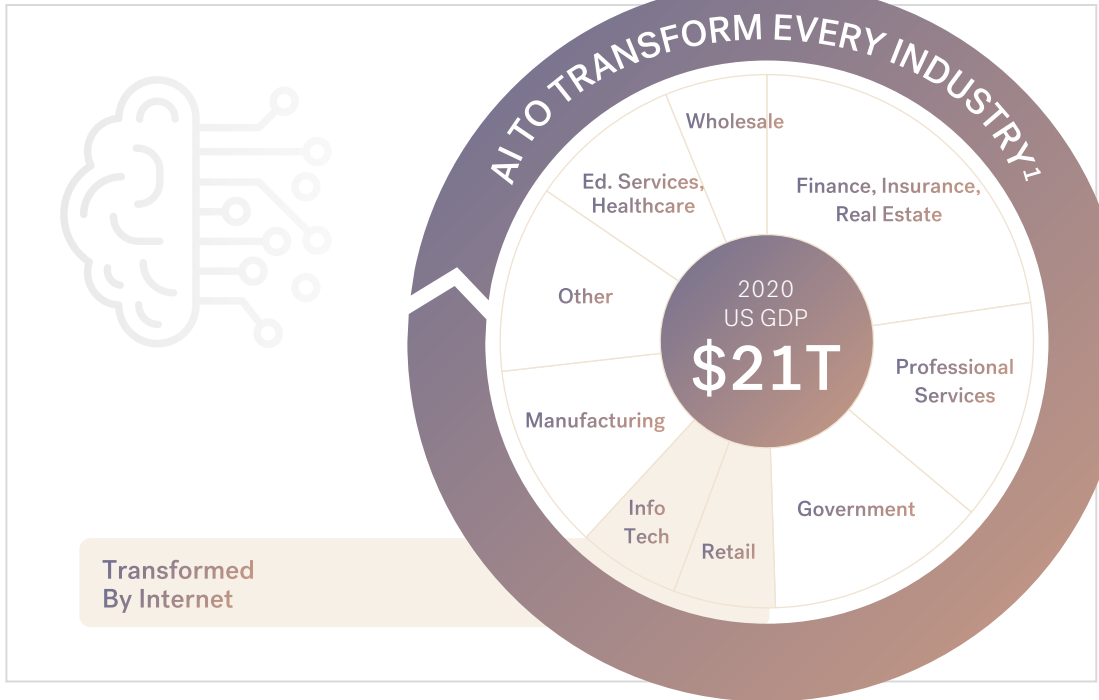 AI TO TRANSFORM EVERY INDUSTRY1
Wholesale
Finance, Insurance,
Real Estate
Ed. Services,
Healthcare
Other
2020
US GDP
$21T
Professional
Services
Manufacturing
Info
Tech
Retail
Government
Transformed
By Internet